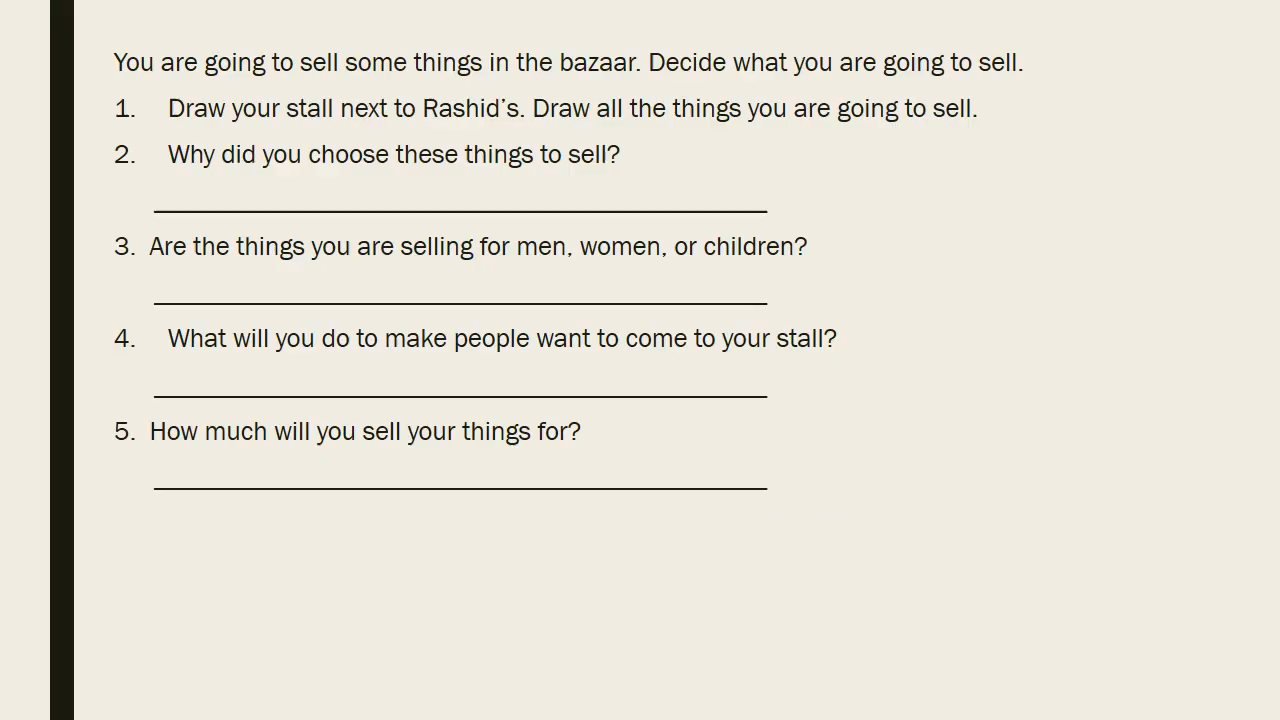 You are going to sell some things in the bazaar. Decide what you are going to sell.
1. Draw your stall next to Rashid’s. Draw all the things you are going to sell.
2. Why did you choose these things to sell?
3. Are the things you are selling for men, women, or children?
4. What will you do to make people want to come to your stall?
5. How much will you sell your things for?